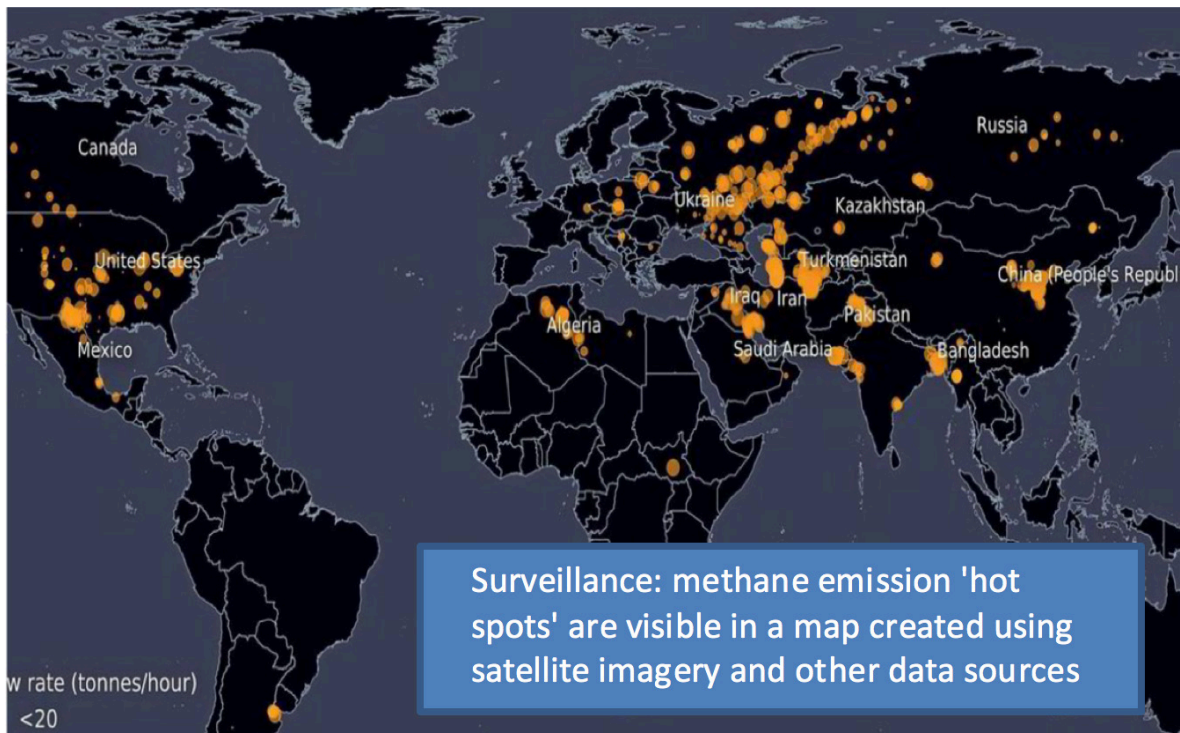 Russia
Canada
Ukraine
Kazakhstan
United States
Turkmenistan
China (People's Republ
Iraq
Iran
Pakistan
Algeria
Mexico
Saudi Arabia
Bangladesh
Surveillance: methane emission 'hot
spots' are visible in a map created using
satellite imagery and other data sources
w rate (tonnes/hour)
<20